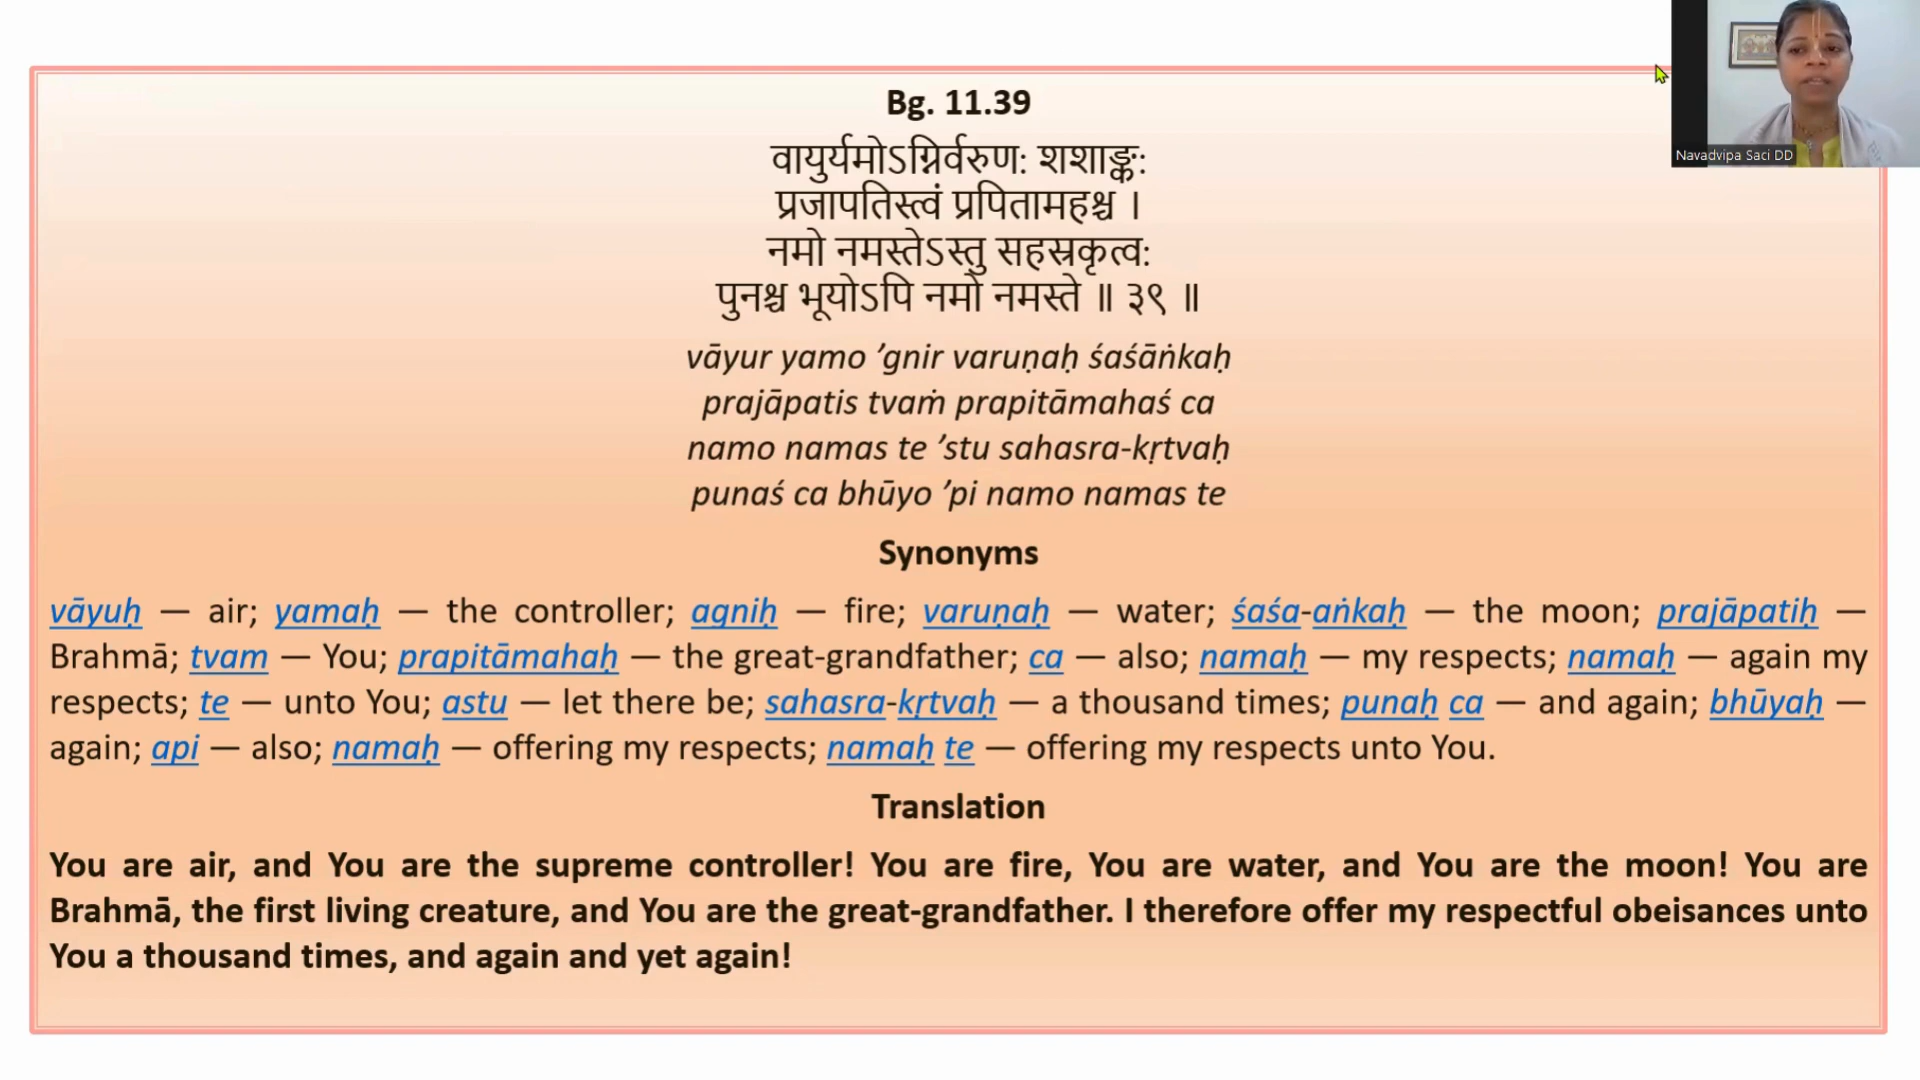 Bg. 11.39
वायुर्यमोऽग्निर्वरुण: शशाङ्क:
प्रजापतिस्त्वं प्रपितामहश्च ।
नमो नमस्तेऽस्तु सहस्रकृत्व:
पुनश्च भूयोऽपि नमो नमस्ते ॥ ३९ ॥
vāyur yamo ’gnir varuṇaḥ śaśāṅkaḥ
prajāpatis tvaṁ prapitāmahaś ca
namo namas te ’stu sahasra-kṛtvaḥ
punaś ca bhūyo ’pi namo namas te
Synonyms
vāyuḥ — air; yamaḥ — the controller; agniḥ — fire; varuṇaḥ — water; śaśa-aṅkaḥ — the moon; prajāpatiḥ —
Brahmā; tvam — You; prapitāmahaḥ — the great-grandfather; ca — also; namaḥ — my respects; namaḥ — again my
respects; te — unto You; astu — let there be; sahasra-kṛtvaḥ — a thousand times; punaḥ ca — and again; bhūyaḥ —
again; api — also; namaḥ — offering my respects; namaḥ te — offering my respects unto You.
Translation
You are air, and You are the supreme controller! You are fire, You are water, and You are the moon! You are
Brahmā, the first living creature, and You are the great-grandfather. I therefore offer my respectful obeisances unto
You a thousand times, and again and yet again!
Navadvipa Saci DD